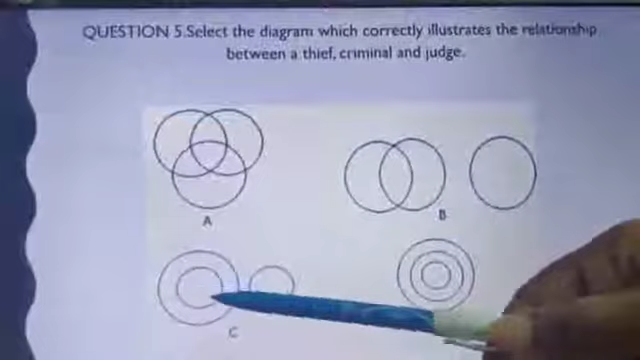 QUESTION 5.Select the diagram which correctly illustrates the relationship
between a thief, criminal and judge.
A
B
C